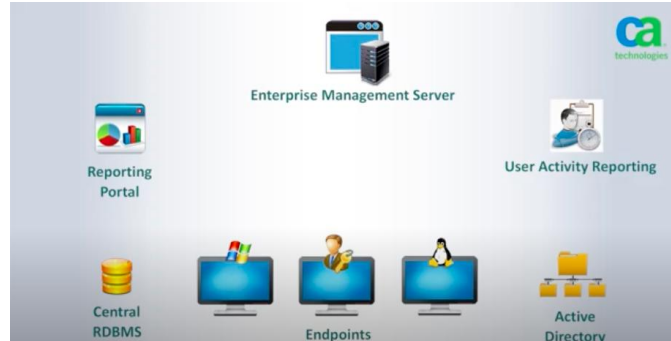 ca
technologies
Enterprise Management Server
Reporting
Portal
User Activity Reporting
Central
RDBMS
Endpoints
Active
Directory